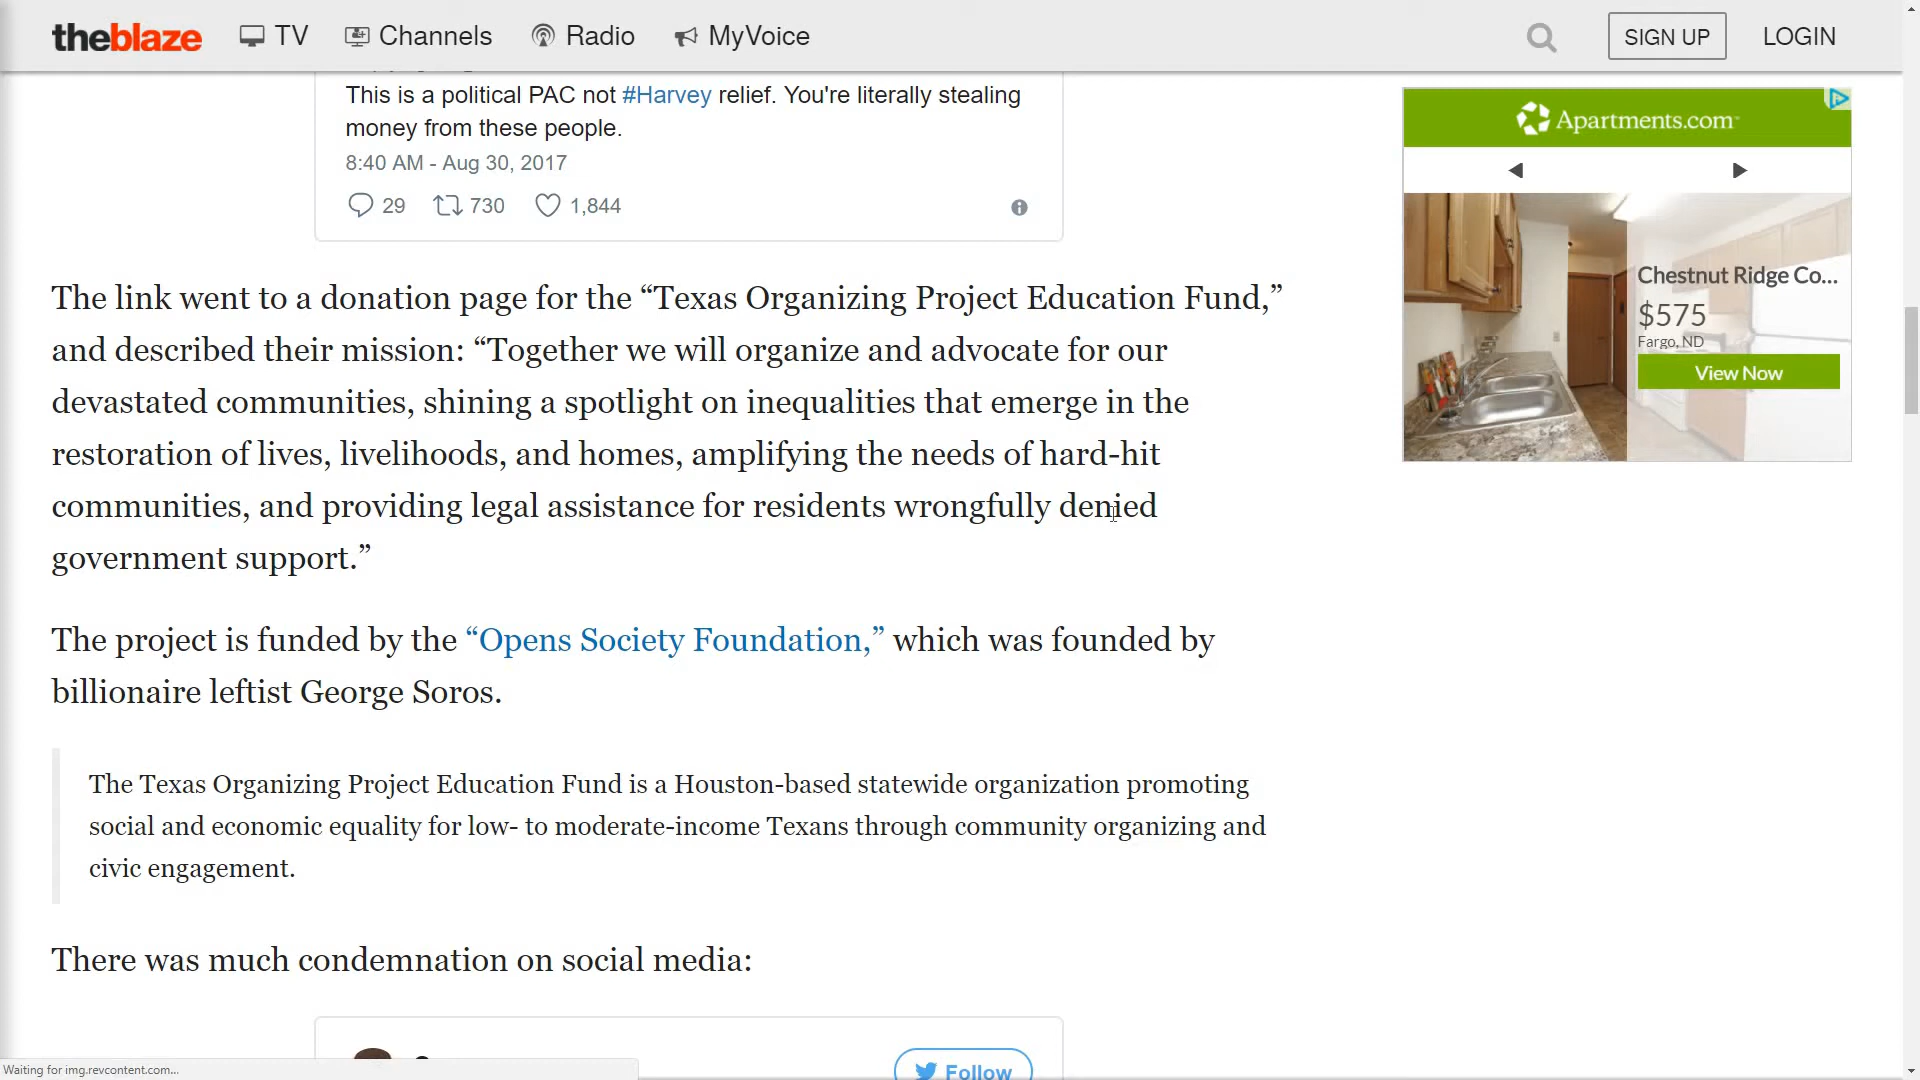 theblaze TV Channels Radio MyVoice SIGN UP LOGIN
This is a political PAC not #Harvey relief. You're literally stealing
money from these people.
8:40 AM - Aug 30, 2017
29 730 1,844
The link went to a donation page for the “Texas Organizing Project Education Fund,”
and described their mission: “Together we will organize and advocate for our
devastated communities, shining a spotlight on inequalities that emerge in the
restoration of lives, livelihoods, and homes, amplifying the needs of hard-hit
communities, and providing legal assistance for residents wrongfully denied
government support.”
The project is funded by the “Opens Society Foundation,” which was founded by
billionaire leftist George Soros.
The Texas Organizing Project Education Fund is a Houston-based statewide organization promoting
social and economic equality for low- to moderate-income Texans through community organizing and
civic engagement.
There was much condemnation on social media:
Follow
Waiting for img.revcontent.com...
Apartments.com
Chestnut Ridge Co...
$575
Fargo, ND
View Now